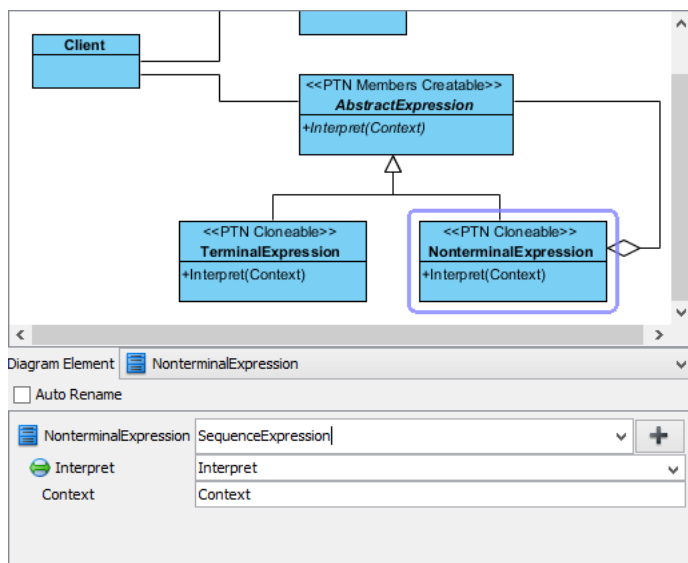 Client
<<PTN Members Creatable>>
AbstractExpression
+Interpret(Context)
<<PTN Cloneable>>
TerminalExpression
+Interpret(Context)
<<PTN Cloneable>>
NonterminalExpression
+Interpret(Context)
Diagram Element NonterminalExpression
Auto Rename
NonterminalExpression SequenceExpression
Interpret Interpret
Context Context